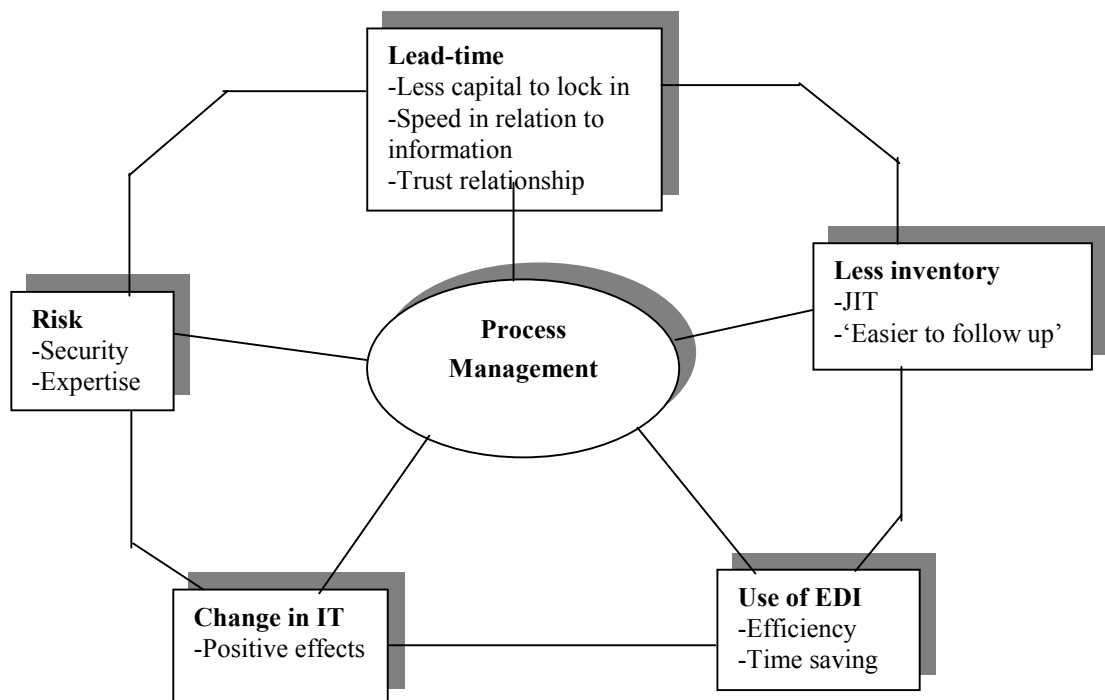 Lead-time
-Less capital to lock in
-Speed in relation to
information
-Trust relationship
Less inventory
-JIT
-‘Easier to follow up’
Process
Management
Risk
-Security
-Expertise
Change in IT
-Positive effects
Use of EDI
-Efficiency
-Time saving